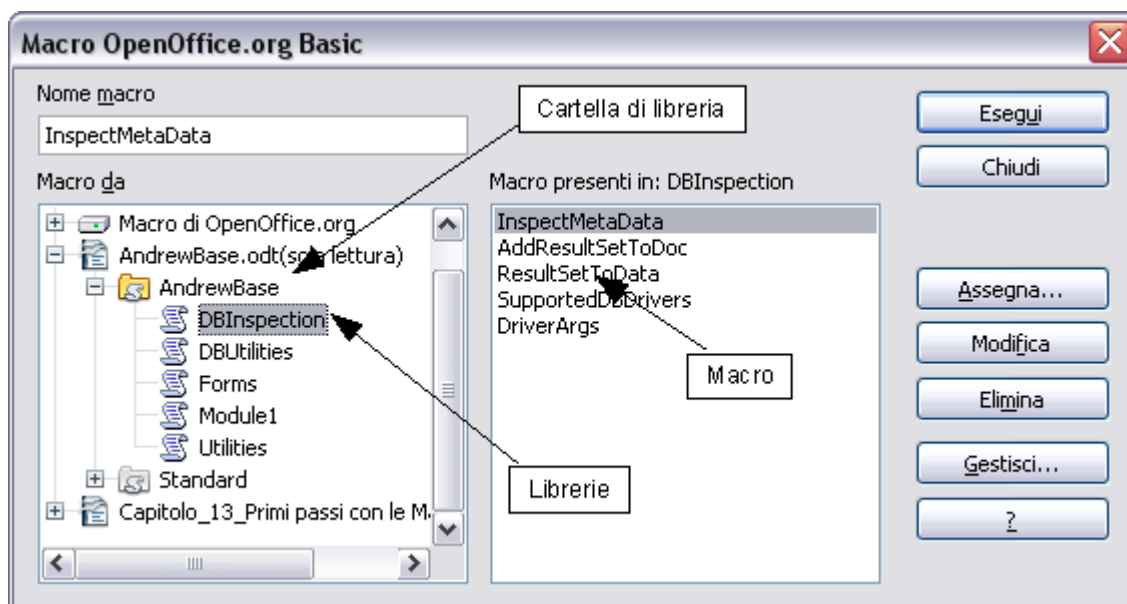 Macro OpenOffice.org Basic
Nome macro
InspectMetaData
Cartella di libreria
Esegui
Chiudi
Macro da
Macro di OpenOffice.org
AndrewBase.odt(sola lettura)
AndrewBase
DBInspection
DBUtilities
Forms
Module1
Utilities
Standard
Capitolo_13_Primi passi con le M
Macro presenti in: DBInspection
InspectMetaData
AddResultSetToDoc
ResultSetToData
SupportedDBDrivers
DriverArgs
Macro
Librerie
Assegna...
Modifica
Elimina
Gestisci...
?